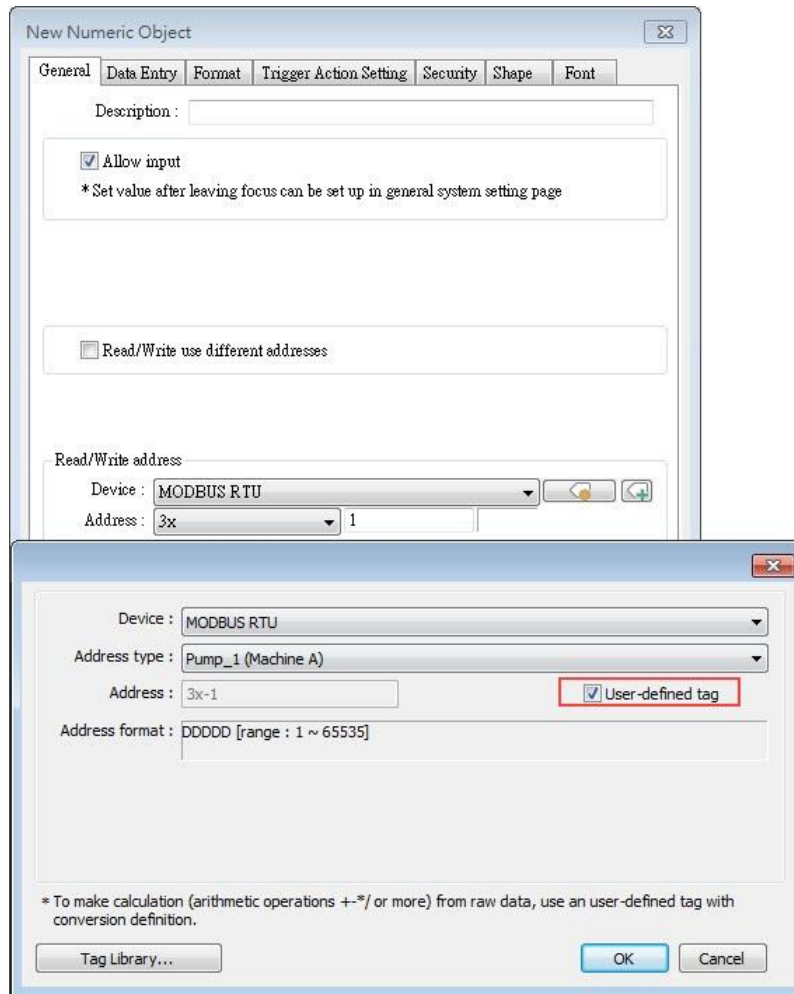 New Numeric Object
General Data Entry Format Trigger Action Setting Security Shape Font
Description :
Allow input
* Set value after leaving focus can be set up in general system setting page
Read/Write use different addresses
Read/Write address
Device : MODBUS RTU
Address : 3x 1
Device : MODBUS RTU
Address type : Pump_1 (Machine A)
Address : 3x-1 User-defined tag
Address format : DDDDD [range : 1 ~ 65535]
* To make calculation (arithmetic operations +-*/ or more) from raw data, use an user-defined tag with
conversion definition.
Tag Library... OK Cancel